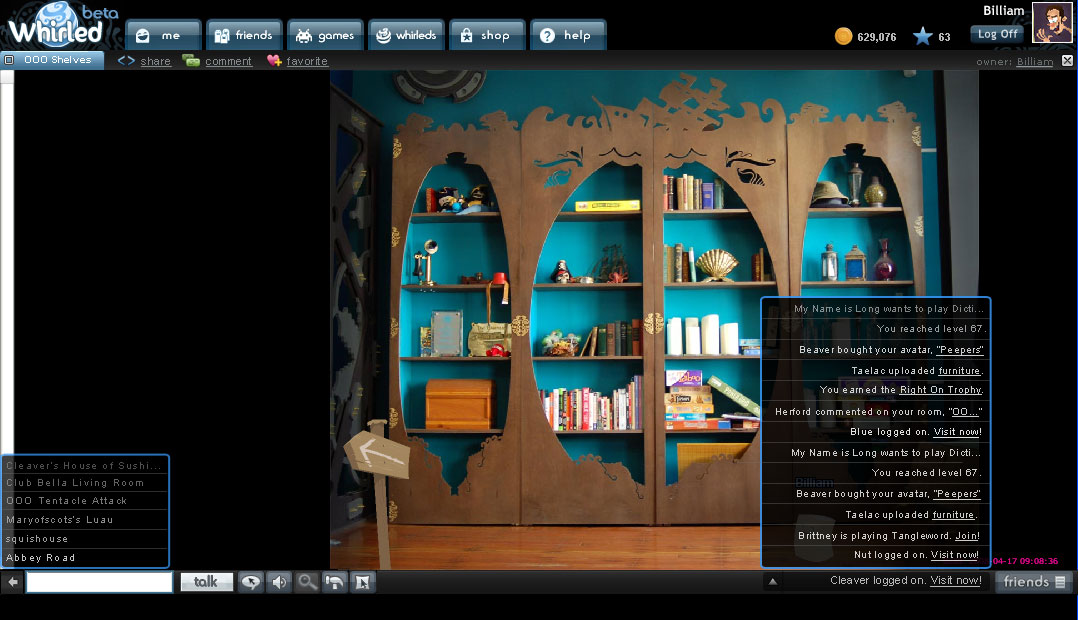 Whirled beta
me
friends
games
whirleds
shop
help
629,076
63
Billiam
Log Off
OOO Shelves
<> share
comment
favorite
owner: Billiam
My Name is Long wants to play Dicti...
You reached level 67.
Beaver bought your avatar, "Peepers"
Taelac uploaded furniture.
You earned the Right On Trophy.
Herford commented on your room, "OO..."
Blue logged on. Visit now!
My Name is Long wants to play Dicti...
You reached level 67.
Billiam
Beaver bought your avatar, "Peepers"
Taelac uploaded furniture.
Brittney is playing Tangleword. Join!
Nut logged on. Visit now!
Cleaver's House of Sushi...
Club Bella Living Room
OOO Tentacle Attack
Maryofscots's Luau
squishouse
Abbey Road
04-17 09:08:36
talk
Cleaver logged on. Visit now!
friends